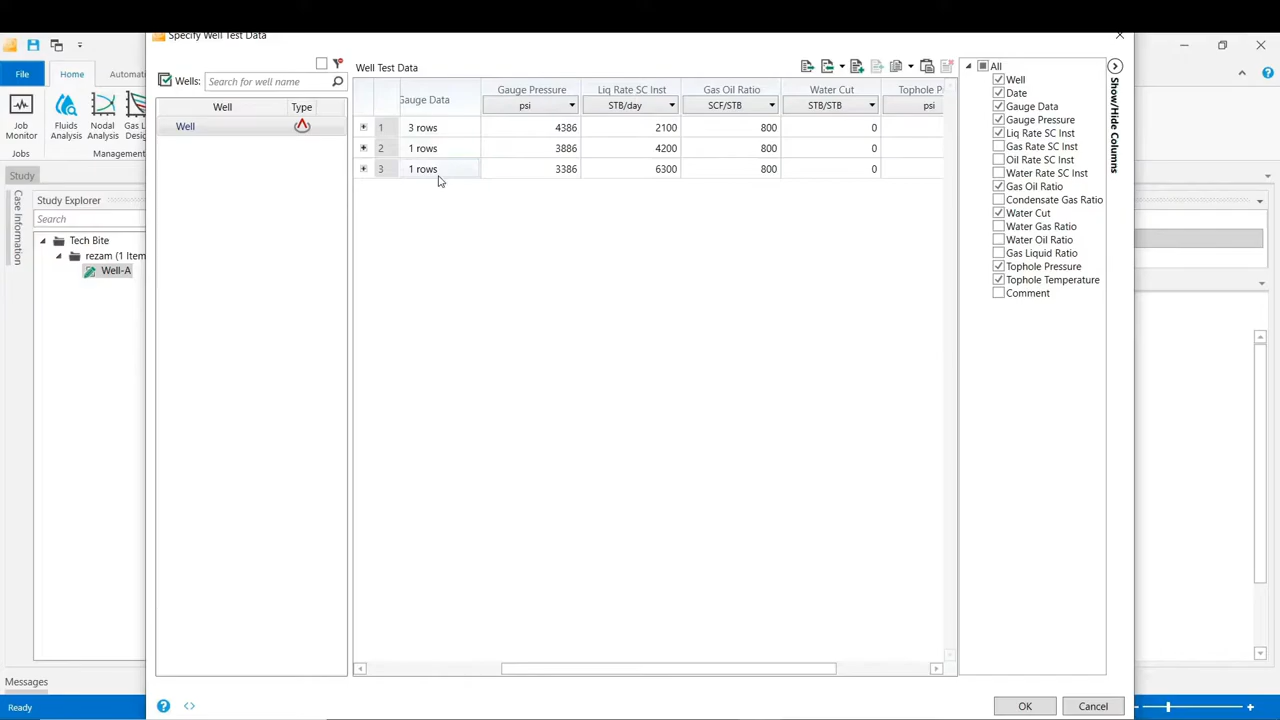 Specify Well Test Data
File
Home
Automat
Job
Monitor
Fluids
Analysis
Nodal
Analysis
Gas L
Design
Jobs
Management
Study
Case Information
Study Explorer
Search
Tech Bite
rezam (1 Item
Well-A
Messages
Ready
Wells:
Search for well name
Well
Type
Well
Well Test Data
Gauge Data
Gauge Pressure
Liq Rate SC Inst
Gas Oil Ratio
Water Cut
Tophole P
psi
STB/day
SCF/STB
STB/STB
psi
1 3 rows 4386 2100 800 0
2 1 rows 3886 4200 800 0
3 1 rows 3386 6300 800 0
All
Well
Date
Gauge Data
Gauge Pressure
Liq Rate SC Inst
Gas Rate SC Inst
Oil Rate SC Inst
Water Rate SC Inst
Gas Oil Ratio
Condensate Gas Ratio
Water Cut
Water Gas Ratio
Water Oil Ratio
Gas Liquid Ratio
Tophole Pressure
Tophole Temperature
Comment
Show/Hide Columns
OK
Cancel